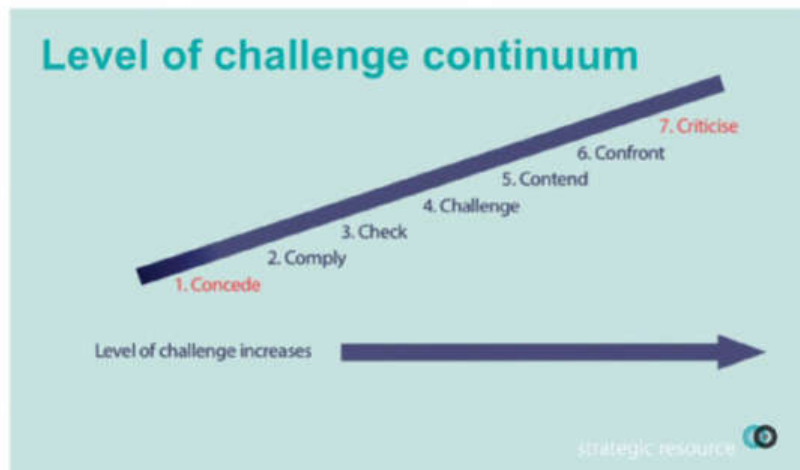 Level of challenge continuum
7. Criticise
6. Confront
5. Contend
4. Challenge
3. Check
2. Comply
1. Concede
Level of challenge increases
strategic resource